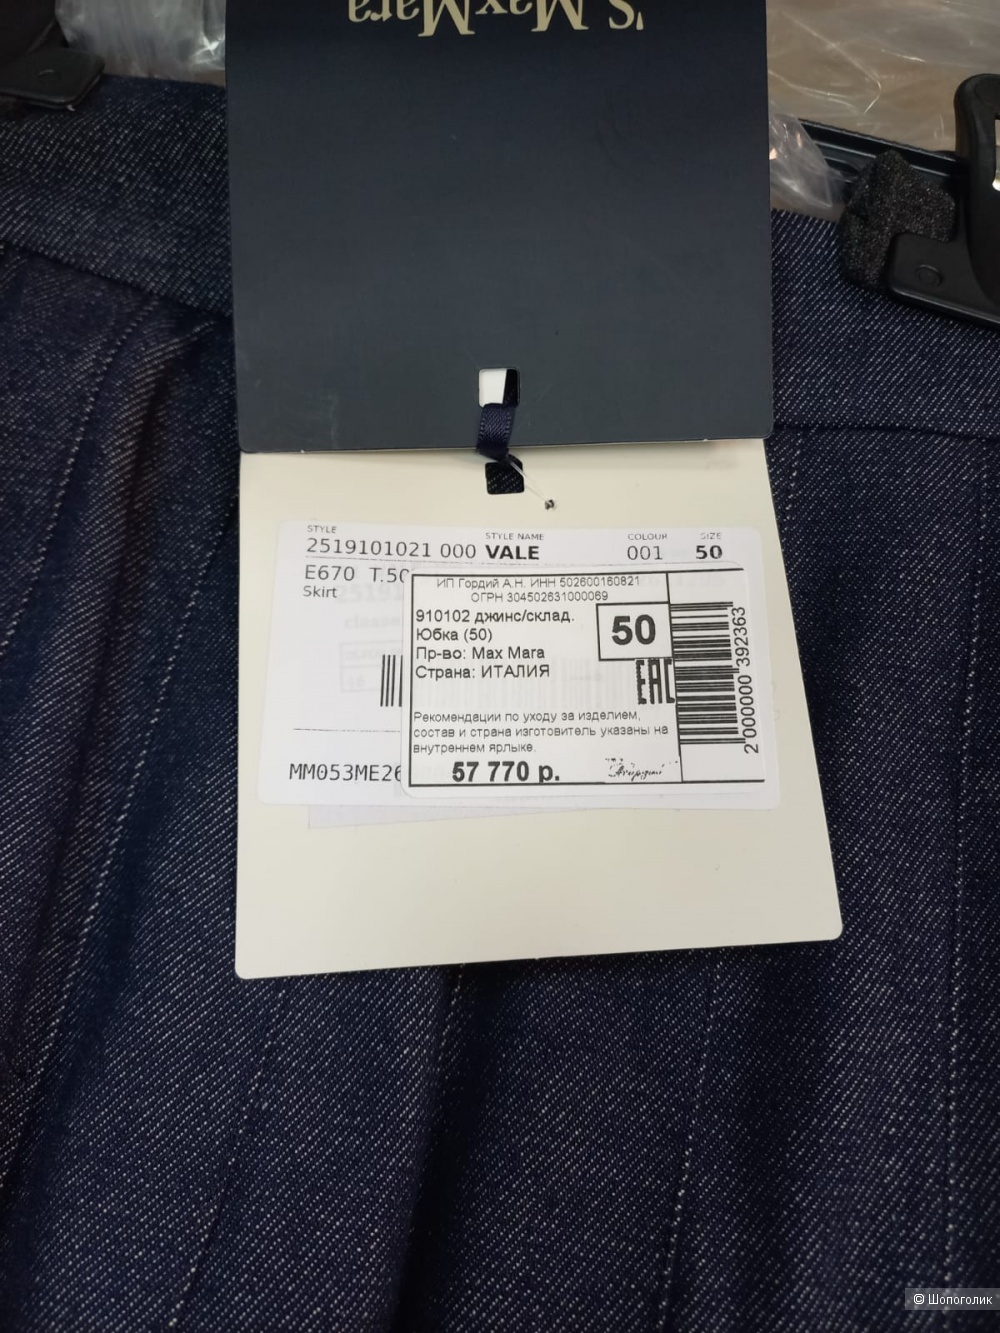 'S MaxMara
STYLE STYLE NAME COLOUR SIZE
2519101021 000 VALE 001 50
E670 T.50
Skirt
ИП Гордий А.Н. ИНН 502600160821
ОГРН 304502631000069
910102 джинс/склад.
Юбка (50)
50
Пр-во: Max Mara
Страна: ИТАЛИЯ
EAC
Рекомендации по уходу за изделием,
состав и страна изготовитель указаны на
внутреннем ярлыке.
57 770 р.
2 000000 392363
MM053ME26
© Шопоголик